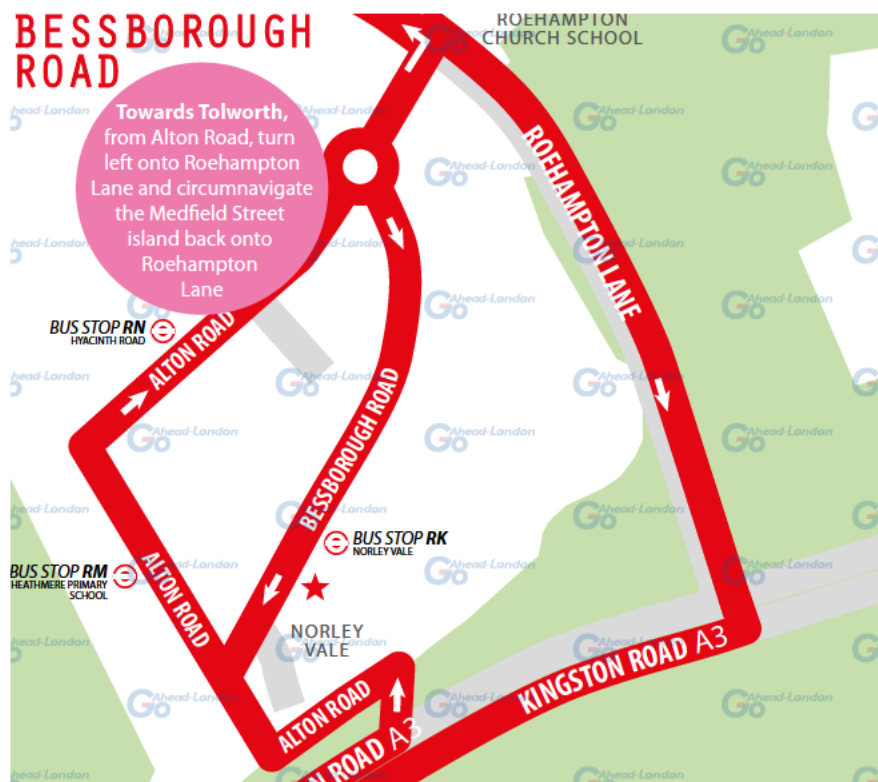 BESSBOROUGH
ROAD
ROEHAMPTON
CHURCH SCHOOL
Towards Tolworth,
from Alton Road, turn
left onto Roehampton
Lane and circumnavigate
the Medfield Street
island back onto
Roehampton
Lane
ROEHAMPTON LANE
BUS STOP RN
HYACINTH ROAD
ALTON ROAD
BESSBOROUGH ROAD
BUS STOP RK
NORLEY VALE
BUS STOP RM
HEATHMERE PRIMARY
SCHOOL
ALTON ROAD
NORLEY
VALE
ALTON ROAD
KINGSTON ROAD A3
N ROAD A3
Go Ahead-London